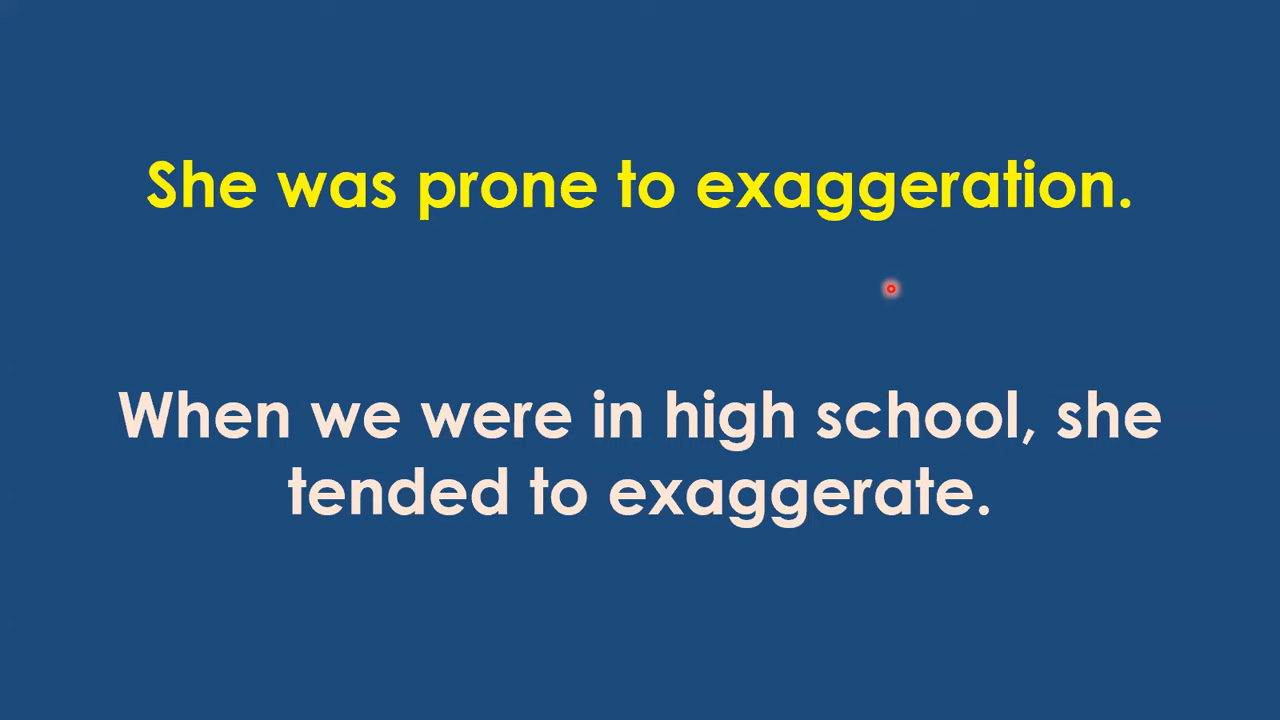 She was prone to exaggeration.
When we were in high school, she
tended to exaggerate.